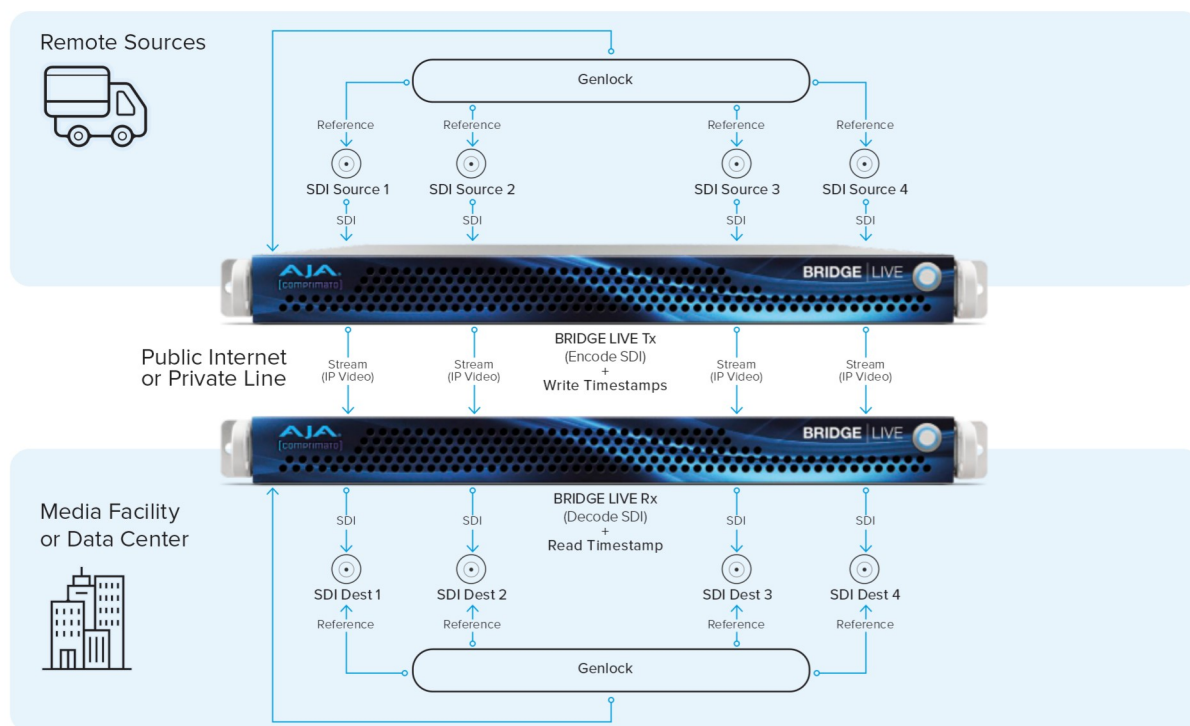 Remote Sources
Genlock
Reference
Reference
Reference
Reference
SDI Source 1
SDI Source 2
SDI Source 3
SDI Source 4
SDI
SDI
SDI
SDI
AJA
[comprimato]
BRIDGE | LIVE
Public Internet
or Private Line
Stream
(IP Video)
Stream
(IP Video)
BRIDGE LIVE Tx
(Encode SDI)
+
Write Timestamps
Stream
(IP Video)
Stream
(IP Video)
AJA
[comprimato]
BRIDGE | LIVE
Media Facility
or Data Center
SDI
SDI
BRIDGE LIVE Rx
(Decode SDI)
+
Read Timestamp
SDI
SDI
SDI Dest 1
SDI Dest 2
SDI Dest 3
SDI Dest 4
Reference
Reference
Reference
Reference
Genlock